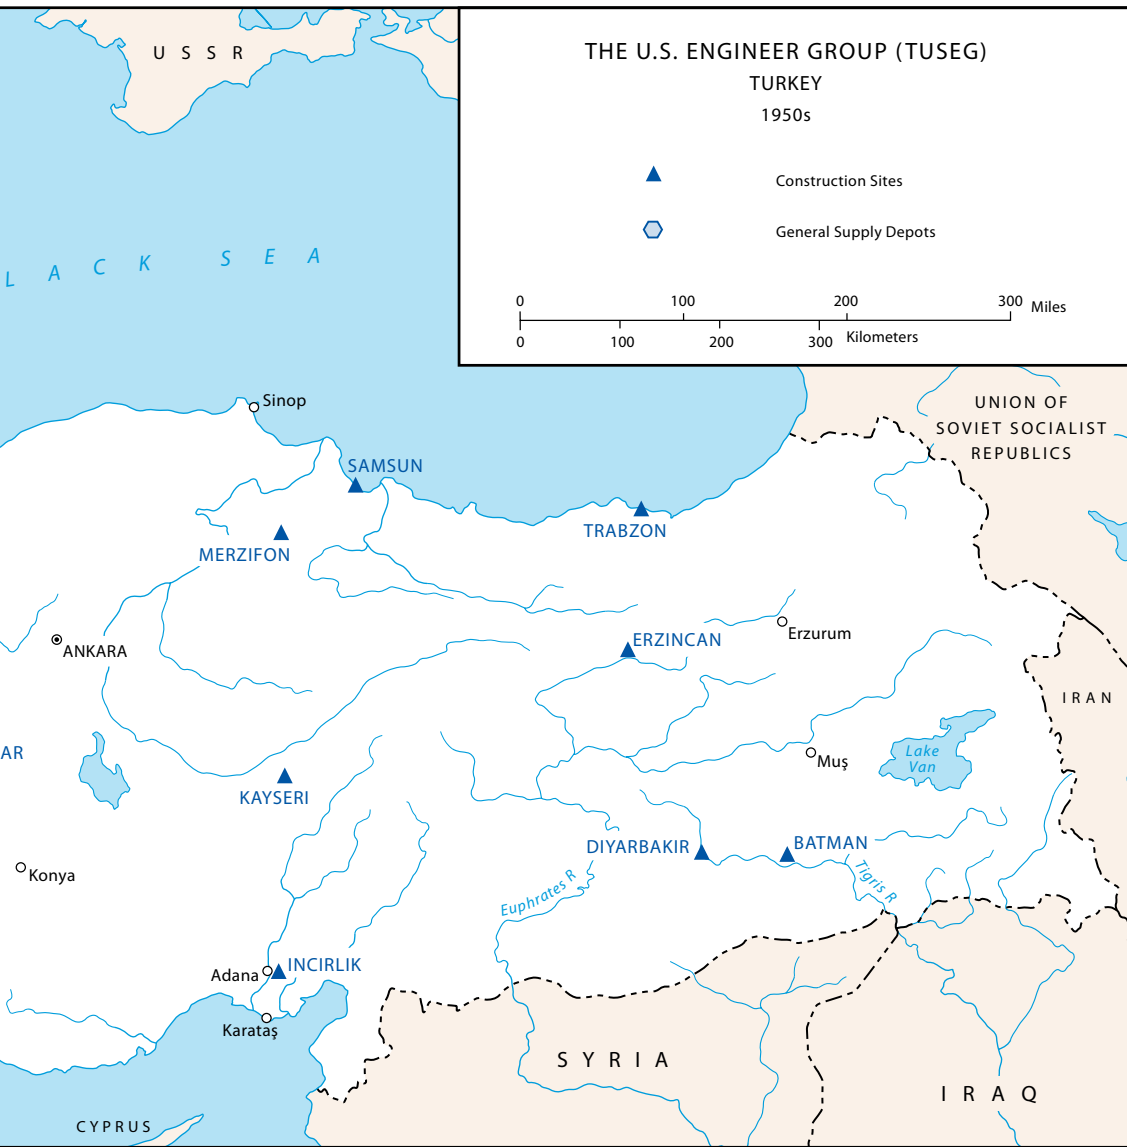 U S S R
THE U.S. ENGINEER GROUP (TUSEG)
TURKEY
1950s
Construction Sites
General Supply Depots
0 100 200 300 Miles
0 100 200 300 Kilometers
L A C K S E A
Sinop
UNION OF
SOVIET SOCIALIST
REPUBLICS
SAMSUN
TRABZON
MERZIFON
ERZINCAN
Erzurum
ANKARA
IRAN
AR
Lake
Van
Muş
KAYSERI
DIYARBAKIR
BATMAN
Konya
Euphrates R
Tigris R
Adana
INCIRLIK
Karataş
S Y R I A
I R A Q
CYPRUS